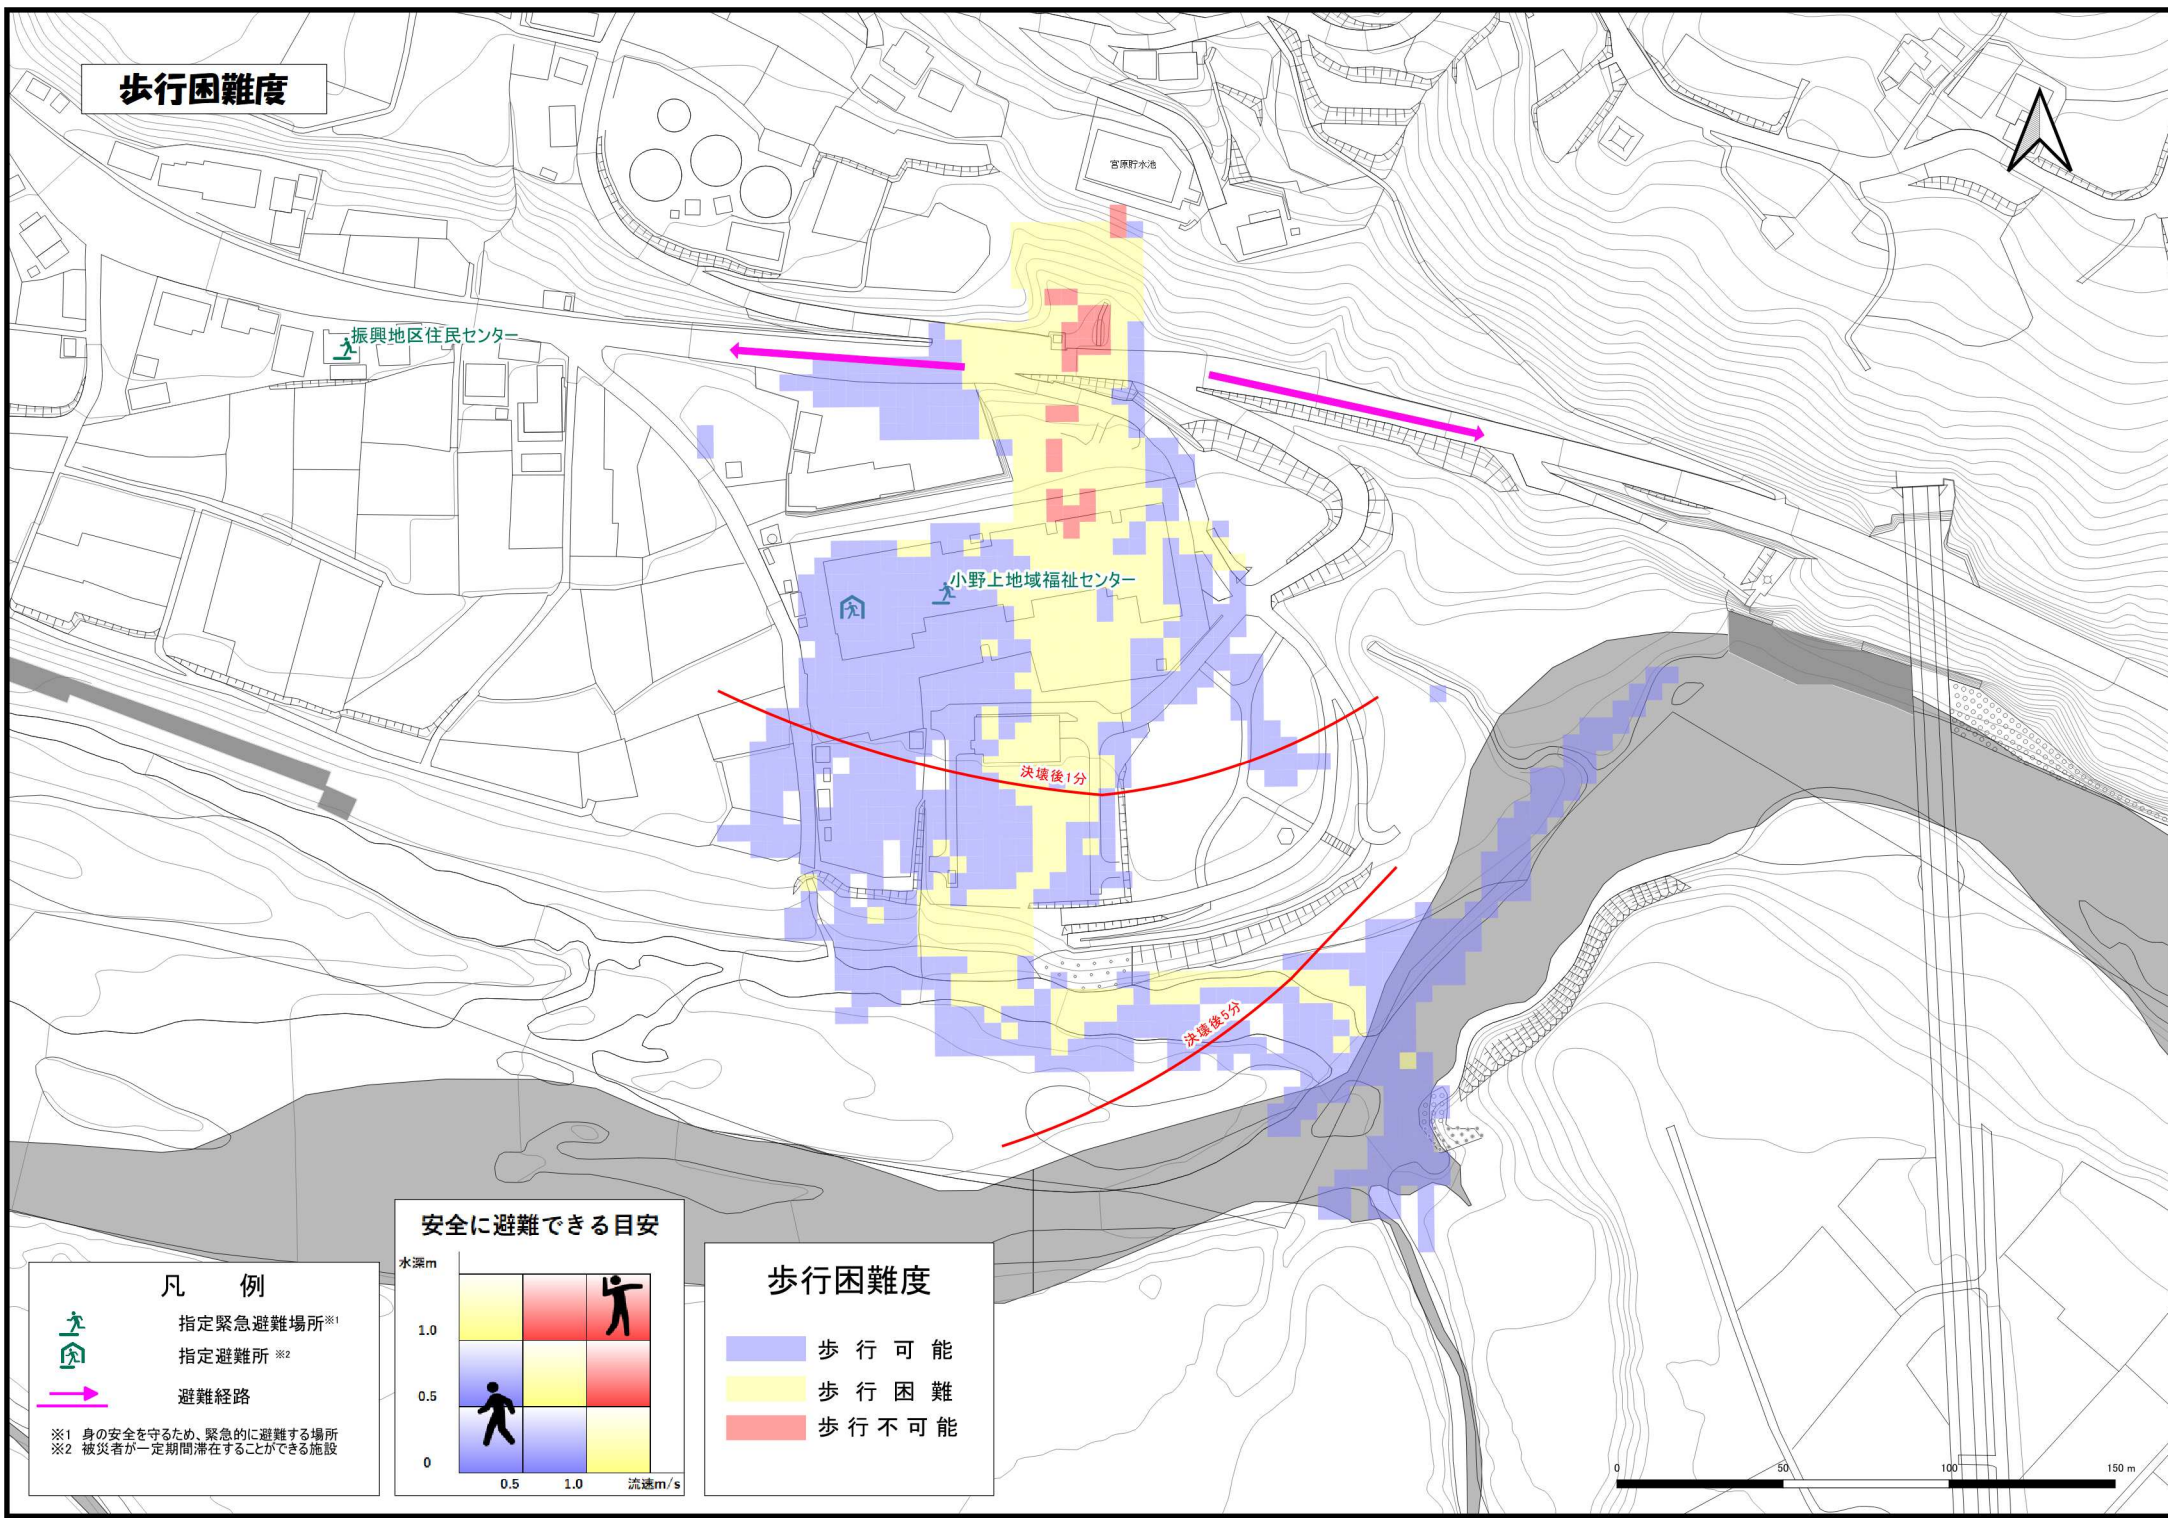 歩行困難度
宮原貯水池
振興地区住民センター
小野上地域福祉センター
決壊後1分
決壊後5分
凡 例
指定緊急避難場所※1
指定避難所 ※2
避難経路
※1 身の安全を守るため、緊急的に避難する場所
※2 被災者が一定期間滞在することができる施設
安全に避難できる目安
水深m
1.0
0.5
0
0.5 1.0 流速m/s
歩行困難度
歩 行 可 能
歩 行 困 難
歩 行 不 可 能
0 50 100 150 m